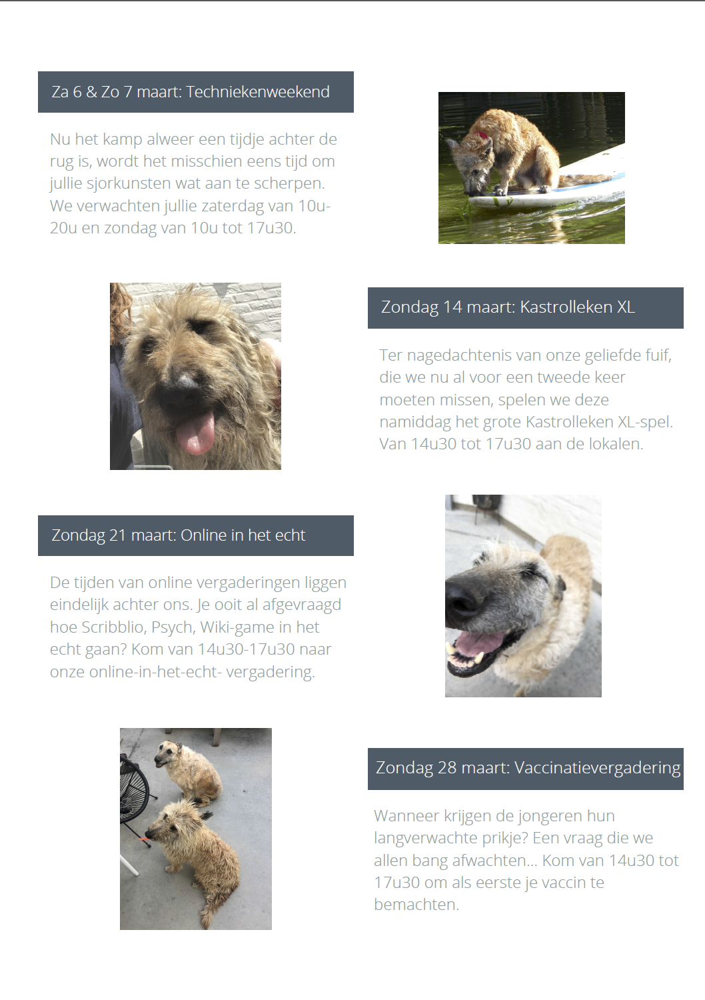 Za 6 & Zo 7 maart: Techniekenweekend
Nu het kamp alweer een tijdje achter de
rug is, wordt het misschien eens tijd om
jullie sjorkunsten wat aan te scherpen.
We verwachten jullie zaterdag van 10u-
20u en zondag van 10u tot 17u30.
Zondag 14 maart: Kastrolleken XL
Ter nagedachtenis van onze geliefde fuif,
die we nu al voor een tweede keer
moeten missen, spelen we deze
namiddag het grote Kastrolleken XL-spel.
Van 14u30 tot 17u30 aan de lokalen.
Zondag 21 maart: Online in het echt
De tijden van online vergaderingen liggen
eindelijk achter ons. Je ooit al afgevraagd
hoe Scribblio, Psych, Wiki-game in het
echt gaan? Kom van 14u30-17u30 naar
onze online-in-het-echt- vergadering.
Zondag 28 maart: Vaccinatievergadering
Wanneer krijgen de jongeren hun
langverwachte prikje? Een vraag die we
allen bang afwachten... Kom van 14u30 tot
17u30 om als eerste je vaccin te
bemachten.